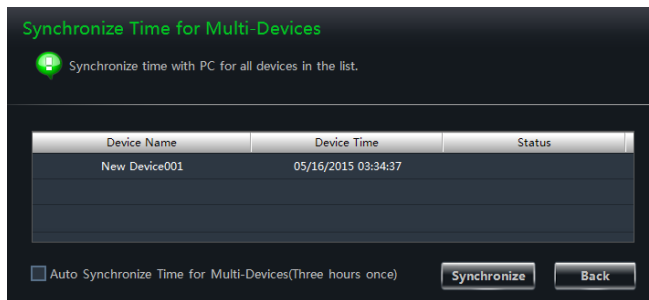 Synchronize Time for Multi-Devices
Synchronize time with PC for all devices in the list.
Device Name Device Time Status
New Device001 05/16/2015 03:34:37
Auto Synchronize Time for Multi-Devices(Three hours once) Synchronize Back